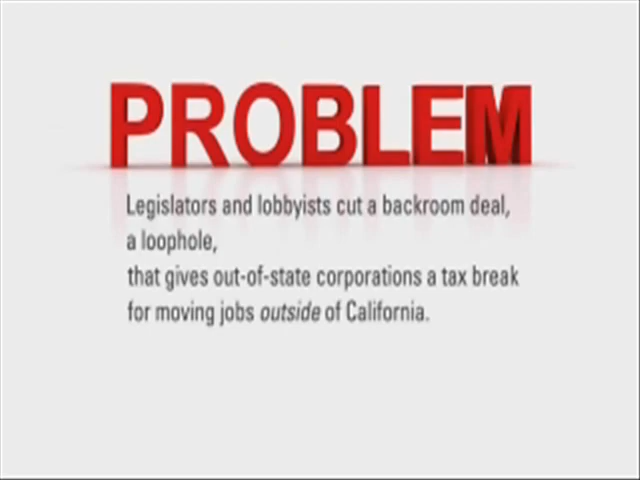 PROBLEM
Legislators and lobbyists cut a backroom deal,
a loophole,
that gives out-of-state corporations a tax break
for moving jobs outside of California.